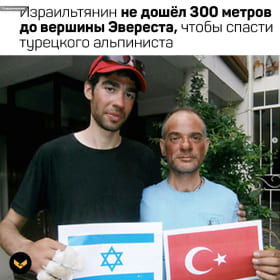 Израильтянин не дошёл 300 метров
до вершины Эвереста, чтобы спасти
турецкого альпиниста